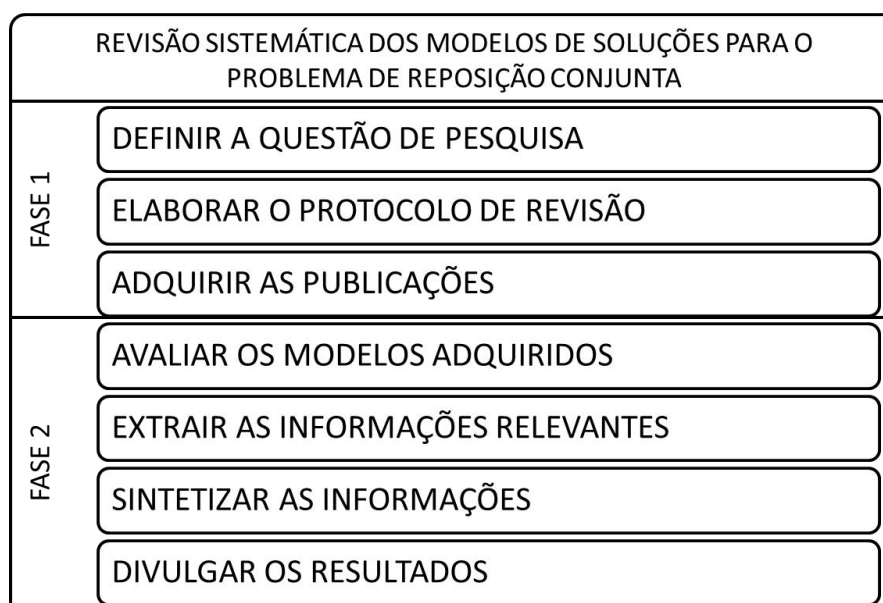 REVISÃO SISTEMÁTICA DOS MODELOS DE SOLUÇÕES PARA O
PROBLEMA DE REPOSIÇÃO CONJUNTA
FASE 1
DEFINIR A QUESTÃO DE PESQUISA
ELABORAR O PROTOCOLO DE REVISÃO
ADQUIRIR AS PUBLICAÇÕES
FASE 2
AVALIAR OS MODELOS ADQUIRIDOS
EXTRAIR AS INFORMAÇÕES RELEVANTES
SINTETIZAR AS INFORMAÇÕES
DIVULGAR OS RESULTADOS